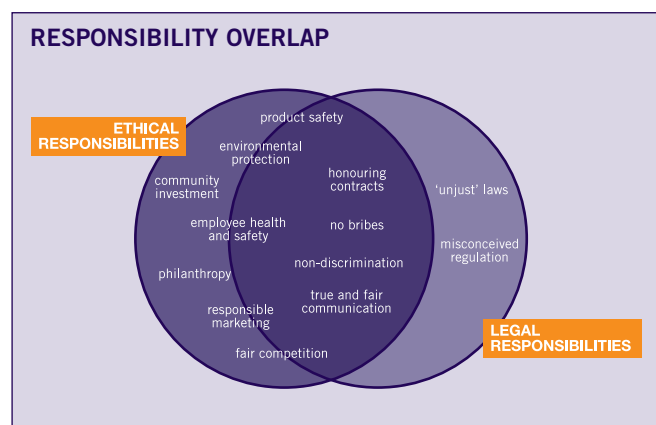 RESPONSIBILITY OVERLAP
ETHICAL
RESPONSIBILITIES
product safety
environmental
protection
community
investment
employee health
and safety
philanthropy
responsible
marketing
fair competition
honouring
contracts
no bribes
non-discrimination
true and fair
communication
‘unjust’ laws
misconceived
regulation
LEGAL
RESPONSIBILITIES